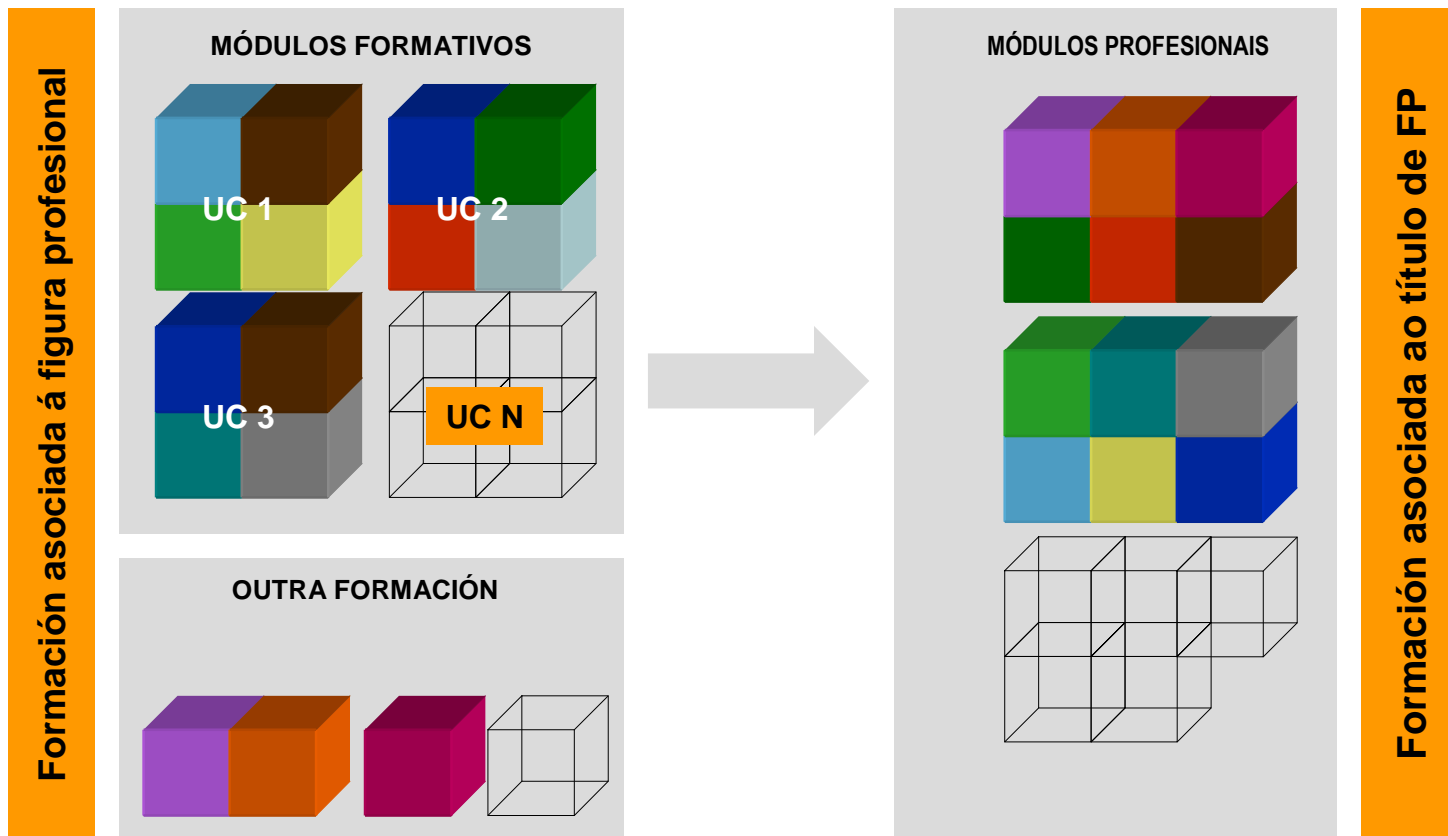 Formación asociada á figura profesional
MÓDULOS FORMATIVOS
UC 1
UC 2
UC 3
UC N
OUTRA FORMACIÓN
MÓDULOS PROFESIONAIS
Formación asociada ao título de FP